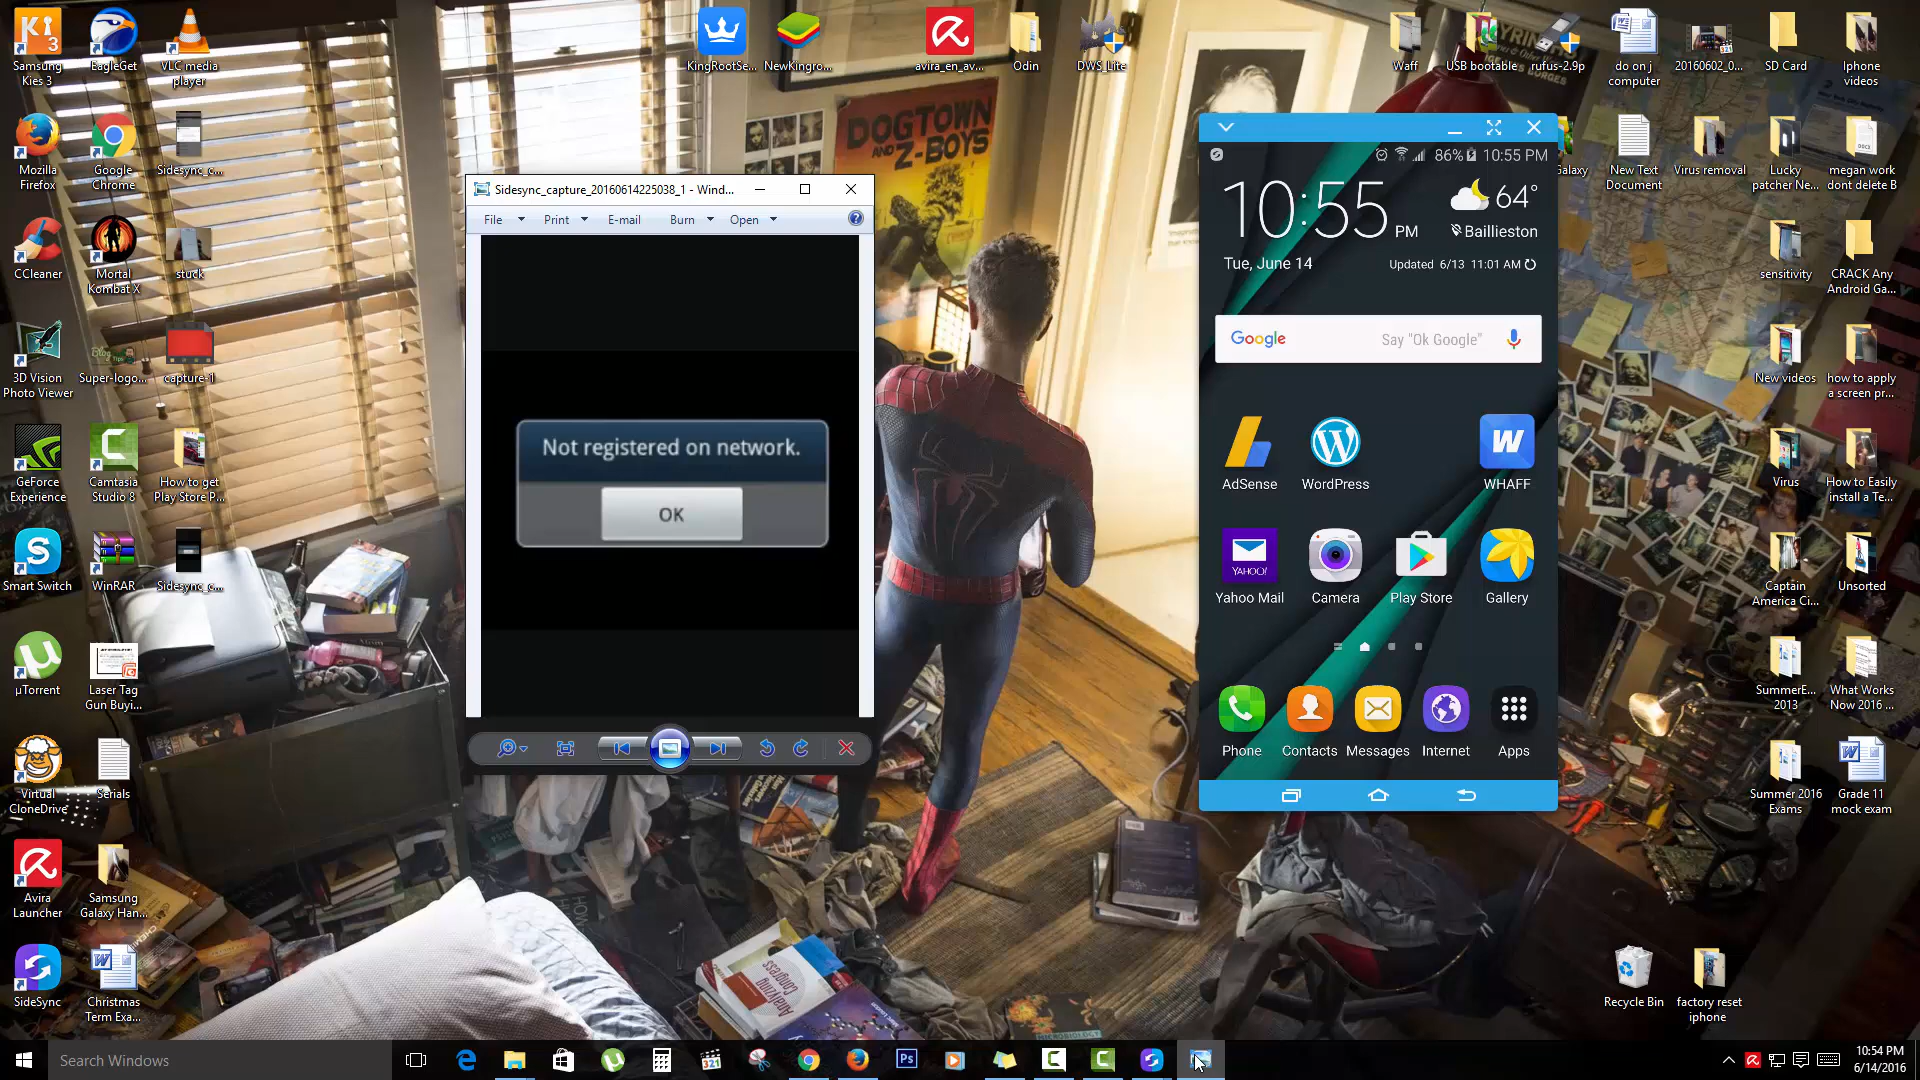 Samsung
Kies 3
EagleGet
VLC media
player
KingRootSe...
NewKingro...
avira_en_av...
Odin
DWS_Lite
Waff
USB bootable
rufus-2.9p
do on j
computer
20160602_0...
SD Card
Iphone
videos
Mozilla
Firefox
Google
Chrome
Sidesync_c...
Galaxy
New Text
Document
Virus removal
Lucky
patcher Ne...
megan work
dont delete B
CCleaner
Mortal
Kombat X
stuck
sensitivity
CRACK Any
Android Ga...
3D Vision
Photo Viewer
Super-logo...
capture-1
New videos
how to apply
a screen pr...
GeForce
Experience
Camtasia
Studio 8
How to get
Play Store P...
Virus
How to Easily
install a Te...
Smart Switch
WinRAR
Sidesync_c...
Captain
America Ci...
Unsorted
µTorrent
Laser Tag
Gun Buyi...
SummerE...
2013
What Works
Now 2016 ...
Virtual
CloneDrive
Serials
Summer 2016
Exams
Grade 11
mock exam
Avira
Launcher
Samsung
Galaxy Han...
SideSync
Christmas
Term Exa...
Recycle Bin
factory reset
iphone
DOGTOWN
AND Z-BOYS
Sidesync_capture_20160614225038_1 - Wind...
File Print E-mail Burn Open
Not registered on network.
OK
86% 10:55 PM
10:55 PM
64°
Baillieston
Tue, June 14
Updated 6/13 11:01 AM
Google Say "Ok Google"
AdSense WordPress WHAFF
YAHOO!
Yahoo Mail Camera Play Store Gallery
Phone Contacts Messages Internet Apps
Analyzing
Congress
Search Windows
10:54 PM
6/14/2016